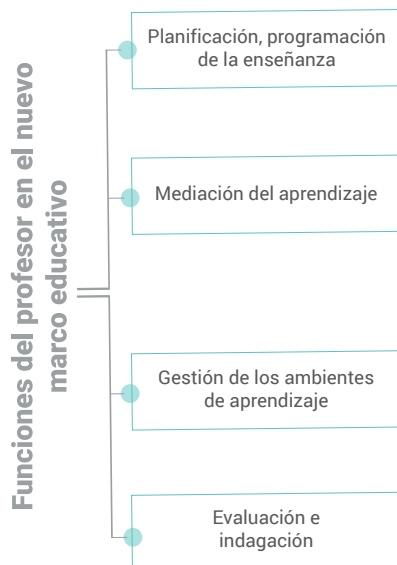 Funciones del profesor en el nuevo
marco educativo
Planificación, programación
de la enseñanza
Mediación del aprendizaje
Gestión de los ambientes
de aprendizaje
Evaluación e
indagación